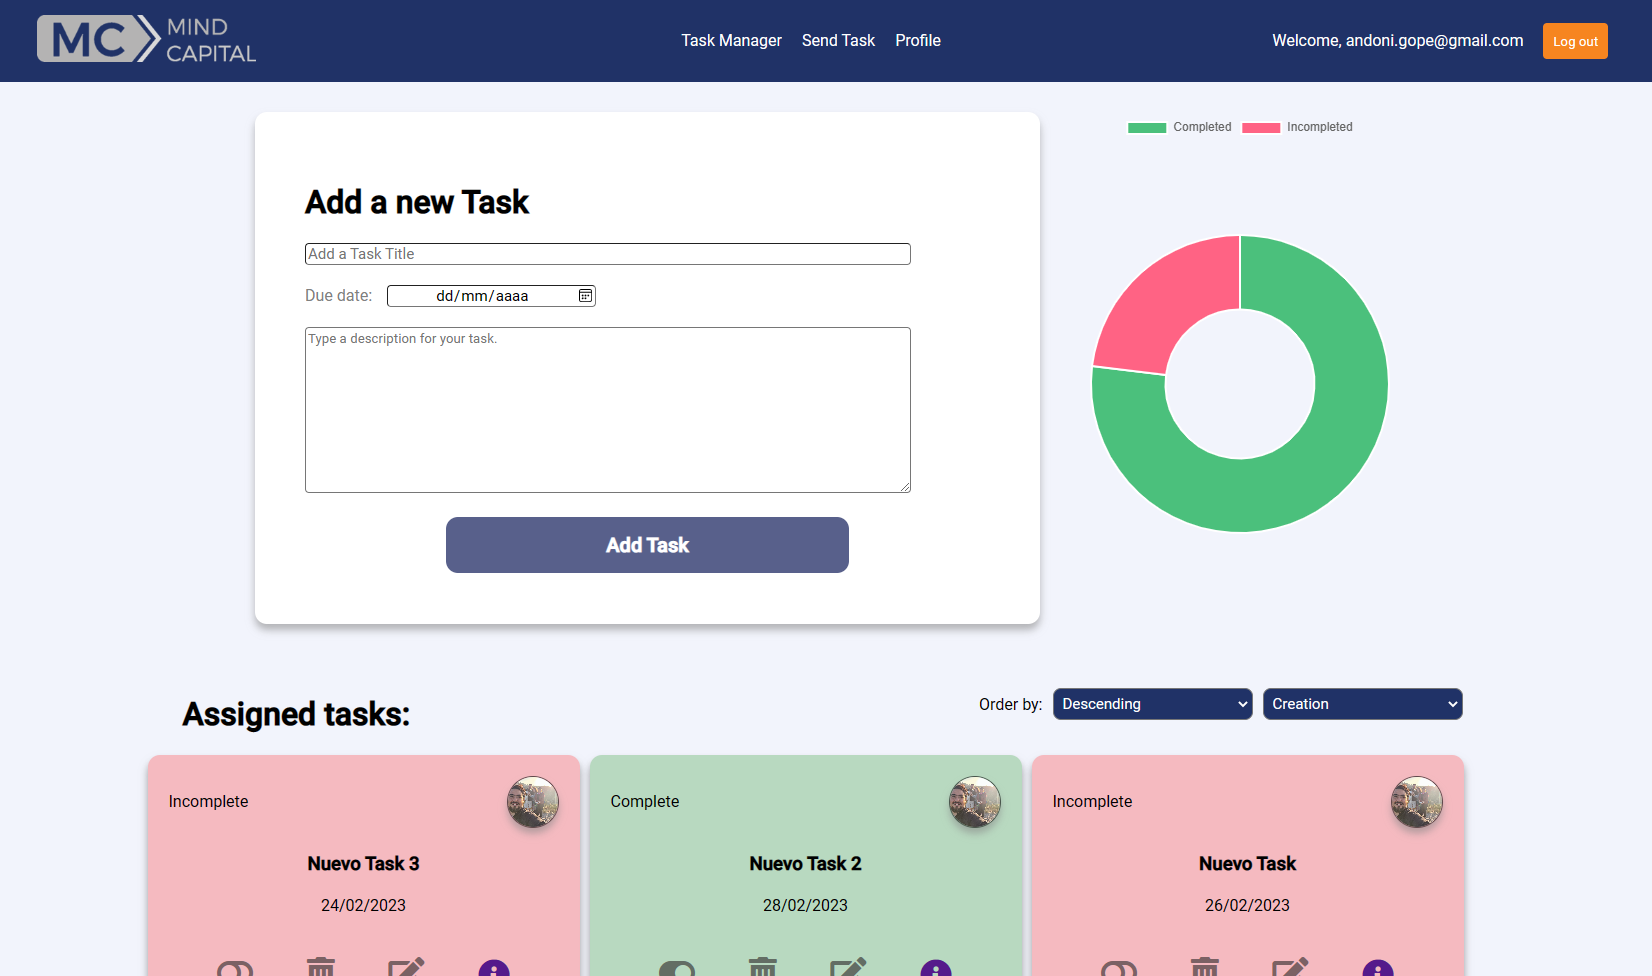 MC MIND CAPITAL
Task Manager Send Task Profile
Welcome, andoni.gope@gmail.com
Log out
Completed Incompleted
Add a new Task
Add a Task Title
Due date: dd/mm/aaaa
Type a description for your task.
Add Task
Assigned tasks:
Order by: Descending Creation
Incomplete
Nuevo Task 3
24/02/2023
Complete
Nuevo Task 2
28/02/2023
Incomplete
Nuevo Task
26/02/2023